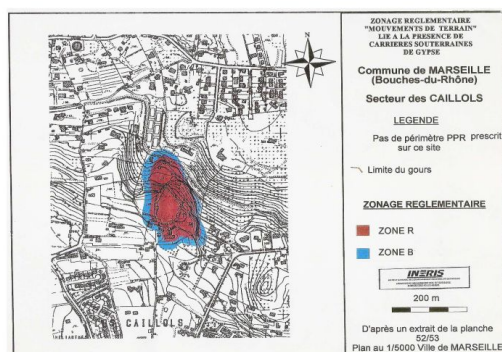 ZONAGE REGLEMENTAIRE
"MOUVEMENTS DE TERRAIN"
LIE A LA PRESENCE DE
CARRIERES SOUTERRAINES
DE GYPSE
Commune de MARSEILLE
(Bouches-du-Rhône)
Secteur des CAILLOLS
LEGENDE
Pas de périmètre PPR prescrit
sur ce site
Limite du gours
ZONAGE REGLEMENTAIRE
ZONE R
ZONE B
INERIS
200 m
D'après un extrait de la planche
52/53
Plan au 1/5000 Ville de MARSEILLE
N
CAILLOLS